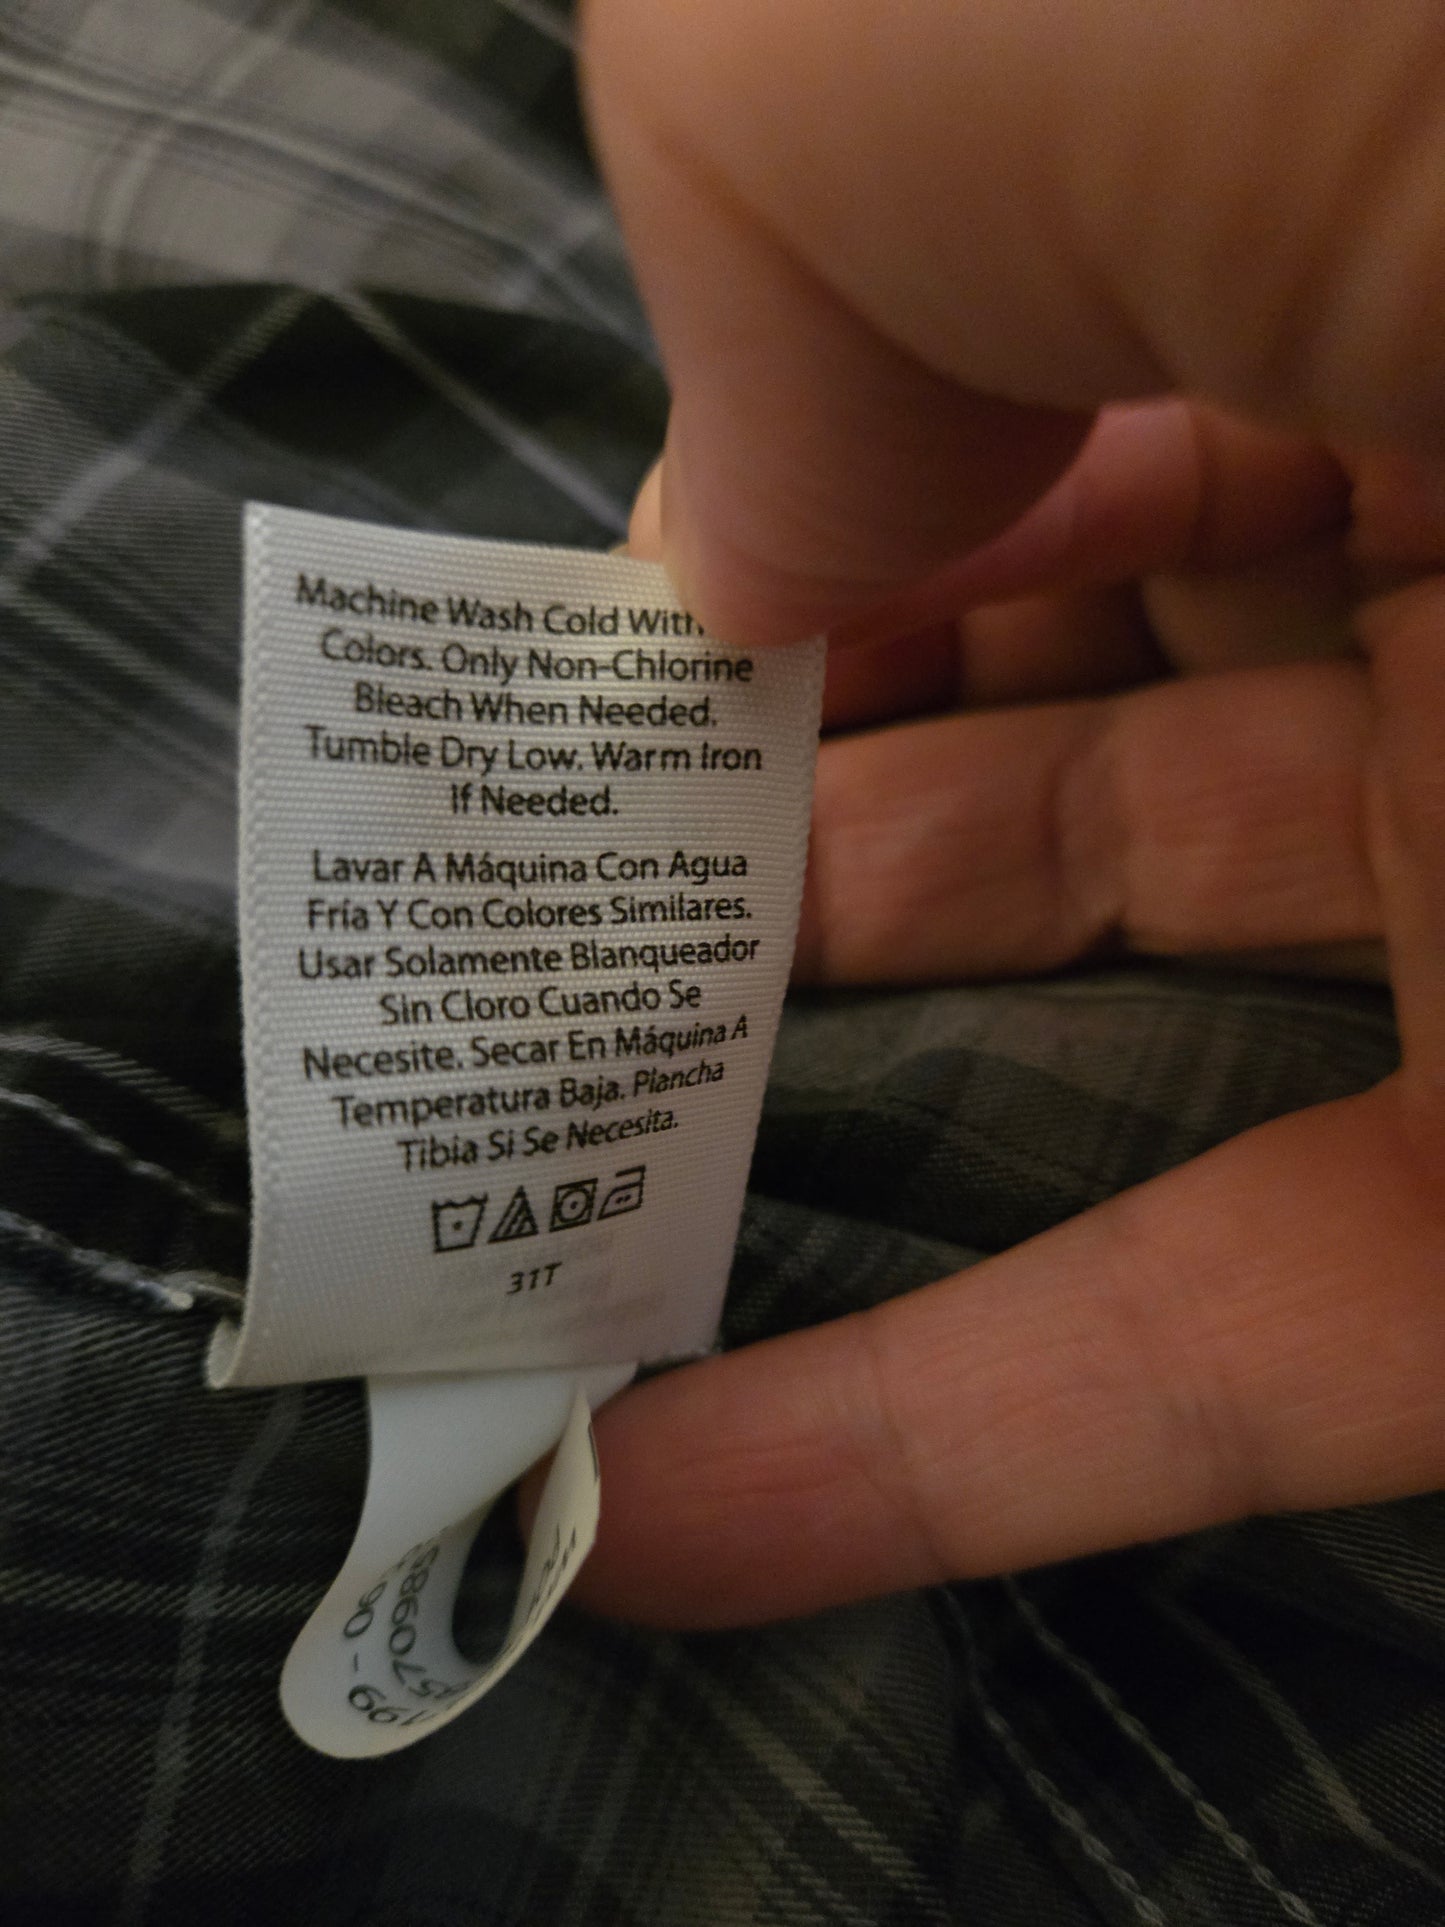 Machine Wash Cold With
Colors. Only Non-Chlorine
Bleach When Needed.
Tumble Dry Low. Warm Iron
If Needed.
Lavar A Máquina Con Agua
Fría Y Con Colores Similares.
Usar Solamente Blanqueador
Sin Cloro Cuando Se
Necesite. Secar En Máquina A
Temperatura Baja. Plancha
Tibia Si Se Necesita.
31T